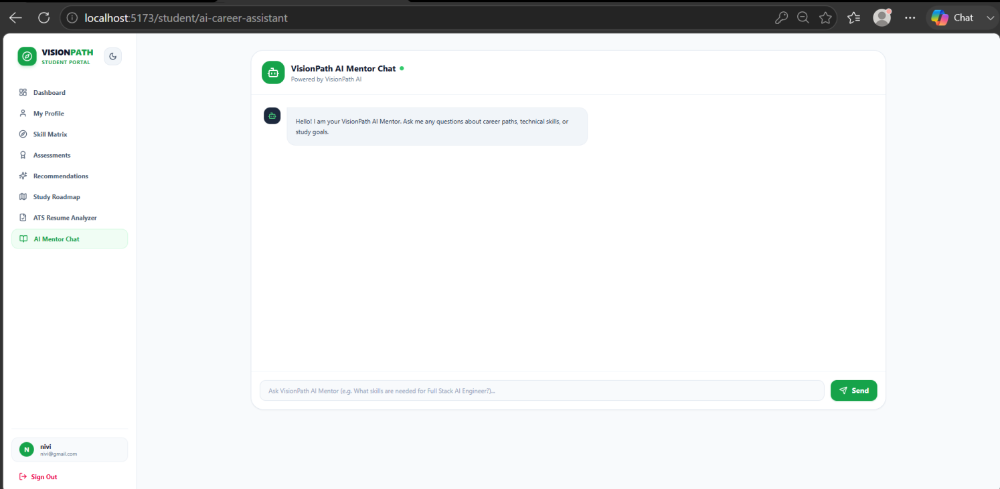 localhost:5173/student/ai-career-assistant
Chat
VISIONPATH
STUDENT PORTAL
Dashboard
My Profile
Skill Matrix
Assessments
Recommendations
Study Roadmap
ATS Resume Analyzer
AI Mentor Chat
N
nivi
nivi@gmail.com
Sign Out
VisionPath AI Mentor Chat
Powered by VisionPath AI
Hello! I am your VisionPath AI Mentor. Ask me any questions about career paths, technical skills, or
study goals.
Ask VisionPath AI Mentor (e.g. What skills are needed for Full Stack AI Engineer?)...
Send